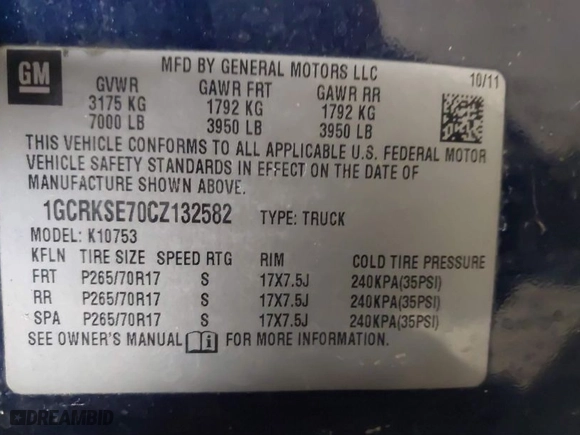 GM
MFD BY GENERAL MOTORS LLC
10/11
GVWR GAWR FRT GAWR RR
3175 KG 1792 KG 1792 KG
7000 LB 3950 LB 3950 LB
THIS VEHICLE CONFORMS TO ALL APPLICABLE U.S. FEDERAL MOTOR
VEHICLE SAFETY STANDARDS IN EFFECT ON THE DATE OF
MANUFACTURE SHOWN ABOVE.
1GCRKSE70CZ132582 TYPE: TRUCK
MODEL: K10753
KFLN TIRE SIZE SPEED RTG RIM COLD TIRE PRESSURE
FRT P265/70R17 S 17X7.5J 240KPA(35PSI)
RR P265/70R17 S 17X7.5J 240KPA(35PSI)
SPA P265/70R17 S 17X7.5J 240KPA(35PSI)
SEE OWNER'S MANUAL FOR MORE INFORMATION.
DREAMBID